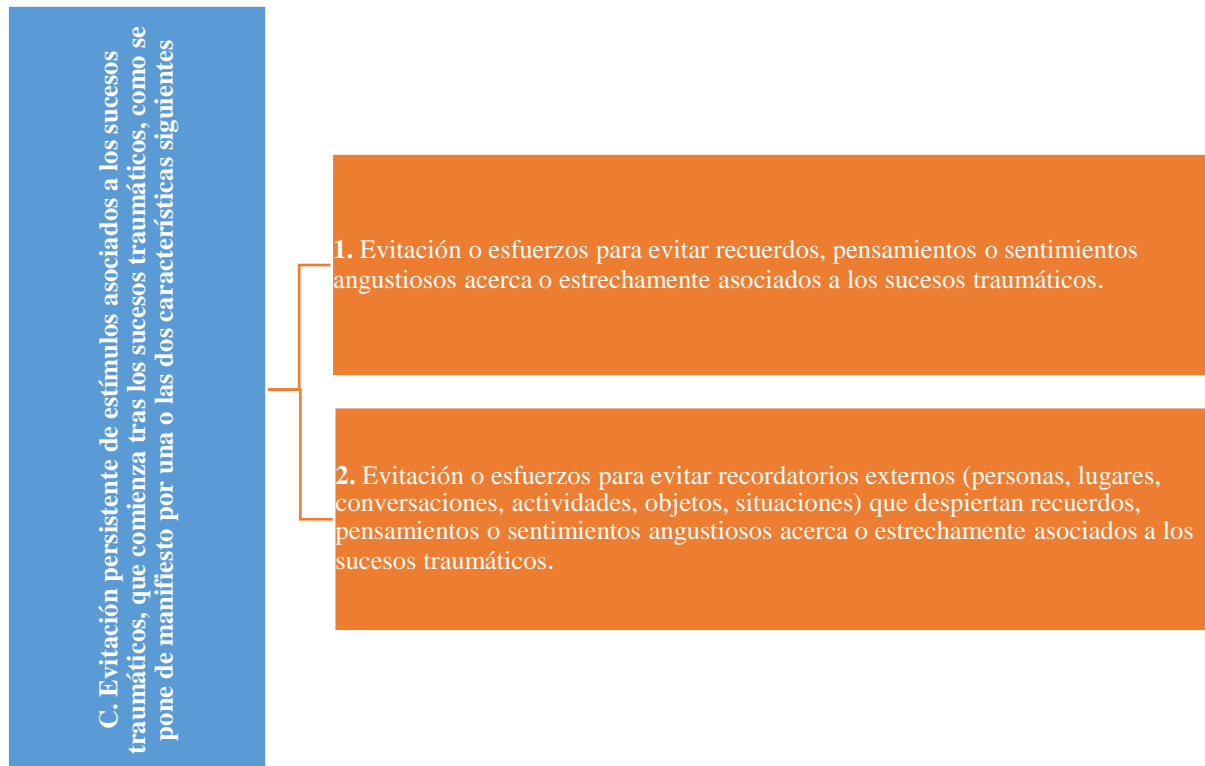 C. Evitación persistente de estímulos asociados a los sucesos
traumáticos, que comienza tras los sucesos traumáticos, como se
pone de manifiesto por una o las dos características siguientes
1. Evitación o esfuerzos para evitar recuerdos, pensamientos o sentimientos
angustiosos acerca o estrechamente asociados a los sucesos traumáticos.
2. Evitación o esfuerzos para evitar recordatorios externos (personas, lugares,
conversaciones, actividades, objetos, situaciones) que despiertan recuerdos,
pensamientos o sentimientos angustiosos acerca o estrechamente asociados a los
sucesos traumáticos.